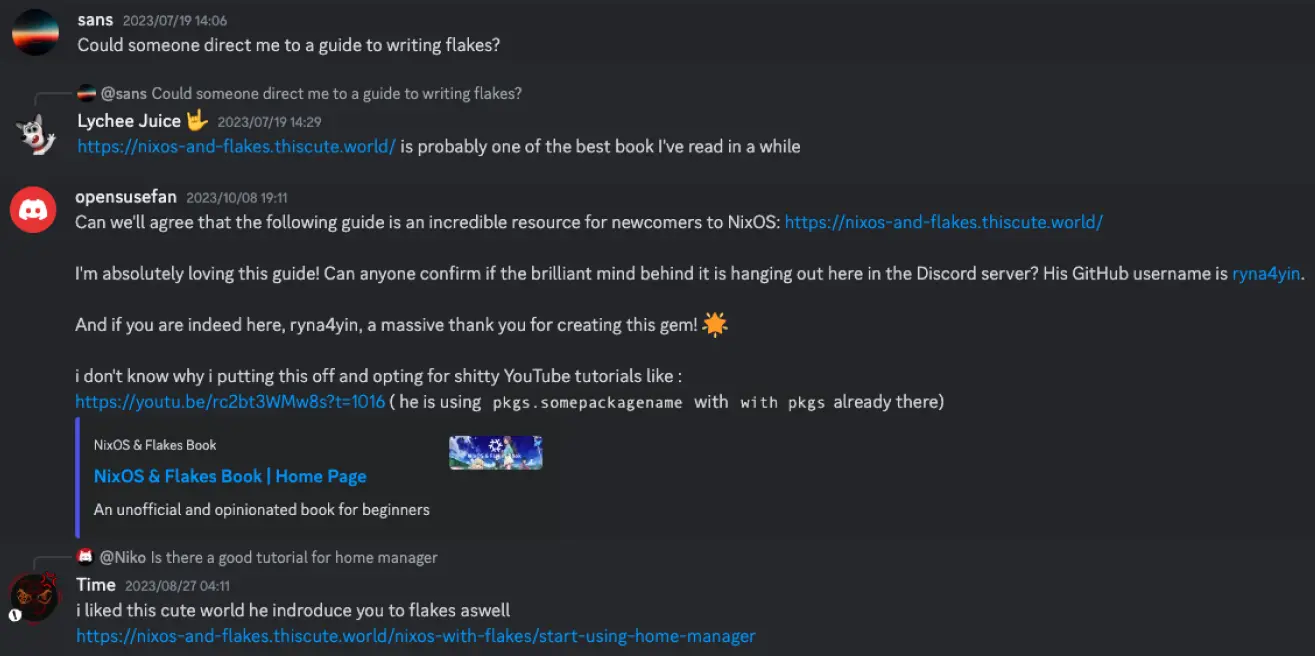 sans 2023/07/19 14:06
Could someone direct me to a guide to writing flakes?
@sans Could someone direct me to a guide to writing flakes?
Lychee Juice 🤟 2023/07/19 14:29
https://nixos-and-flakes.thiscute.world/ is probably one of the best book I've read in a while
opensusefan 2023/10/08 19:11
Can we'll agree that the following guide is an incredible resource for newcomers to NixOS: https://nixos-and-flakes.thiscute.world/
I'm absolutely loving this guide! Can anyone confirm if the brilliant mind behind it is hanging out here in the Discord server? His GitHub username is ryna4yin.
And if you are indeed here, ryna4yin, a massive thank you for creating this gem! 🌟
i don't know why i putting this off and opting for shitty YouTube tutorials like :
https://youtu.be/rc2bt3WMw8s?t=1016 ( he is using pkgs.somepackagename with with pkgs already there)
NixOS & Flakes Book
NixOS & Flakes Book | Home Page
An unofficial and opinionated book for beginners
@Niko Is there a good tutorial for home manager
Time 2023/08/27 04:11
i liked this cute world he indroduce you to flakes aswell
https://nixos-and-flakes.thiscute.world/nixos-with-flakes/start-using-home-manager